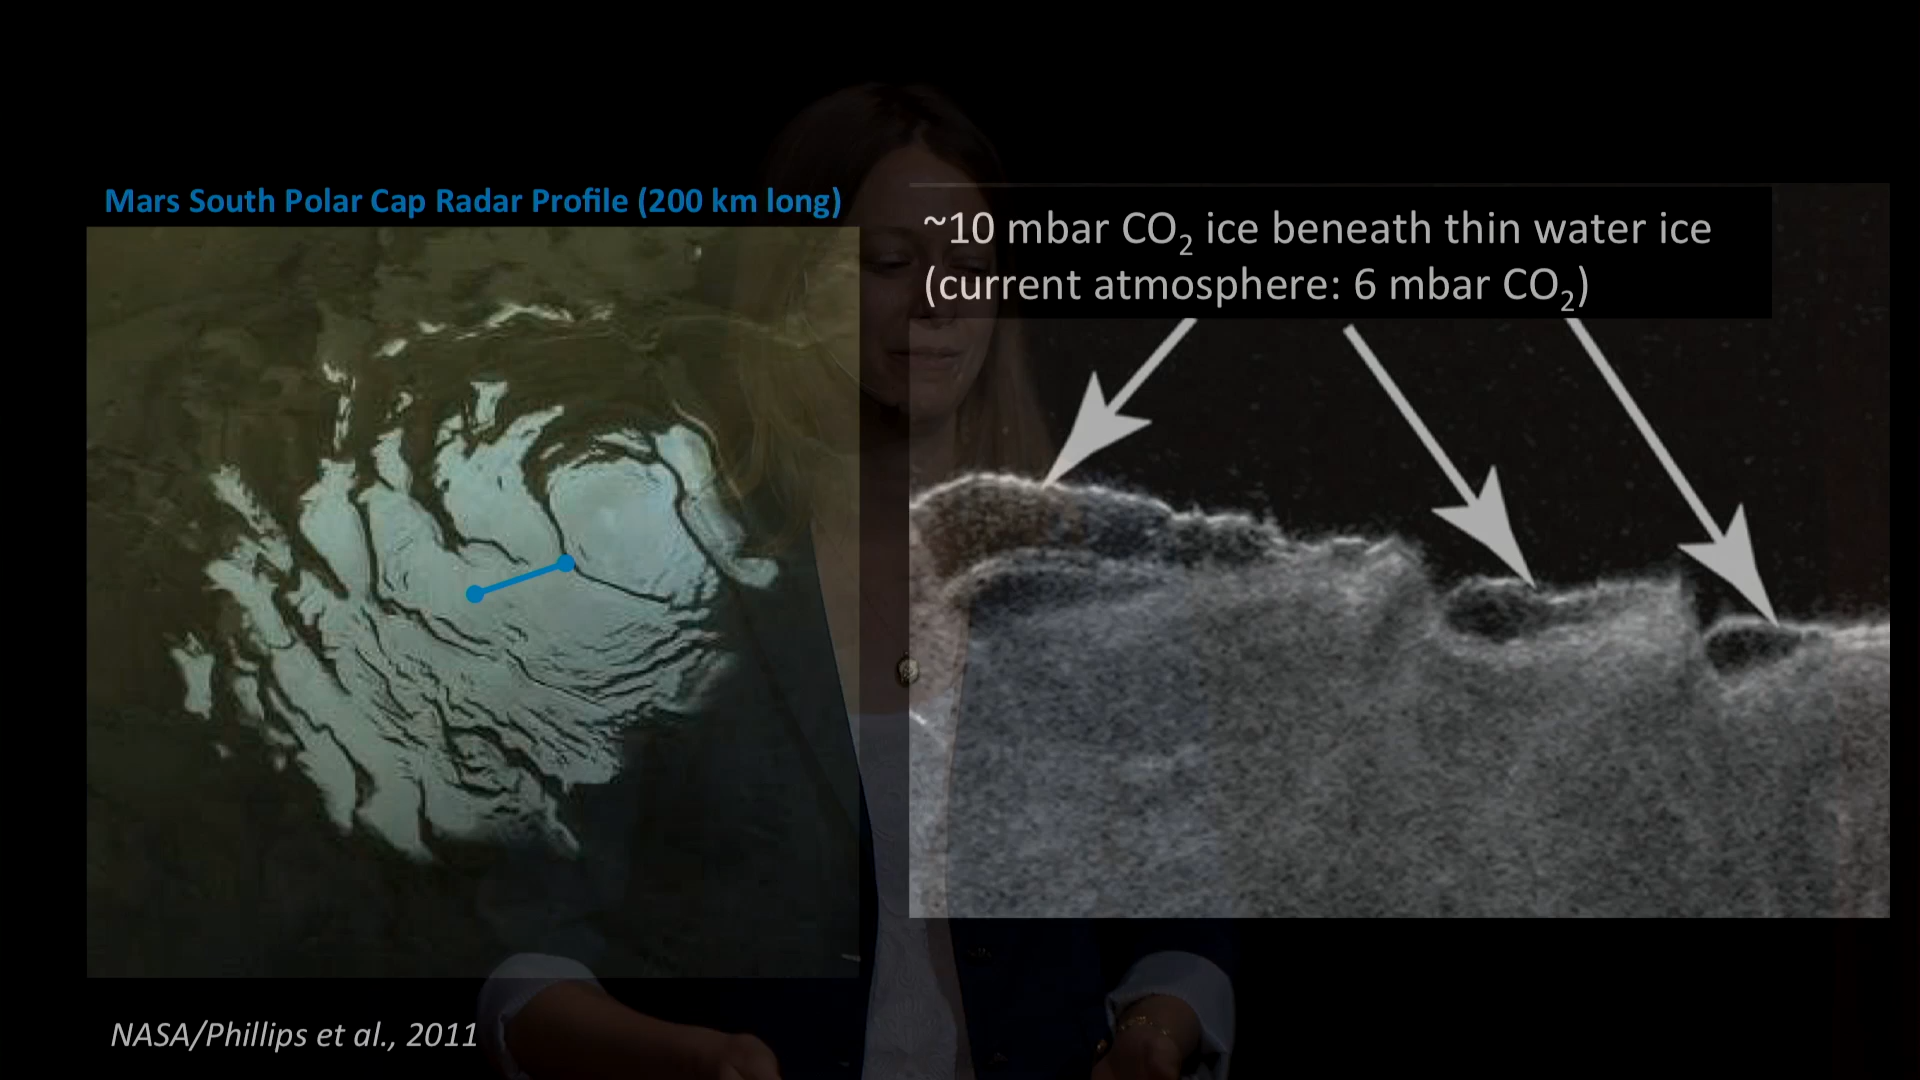 Mars South Polar Cap Radar Profile (200 km long)
~10 mbar CO₂ ice beneath thin water ice
(current atmosphere: 6 mbar CO₂)
NASA/Phillips et al., 2011